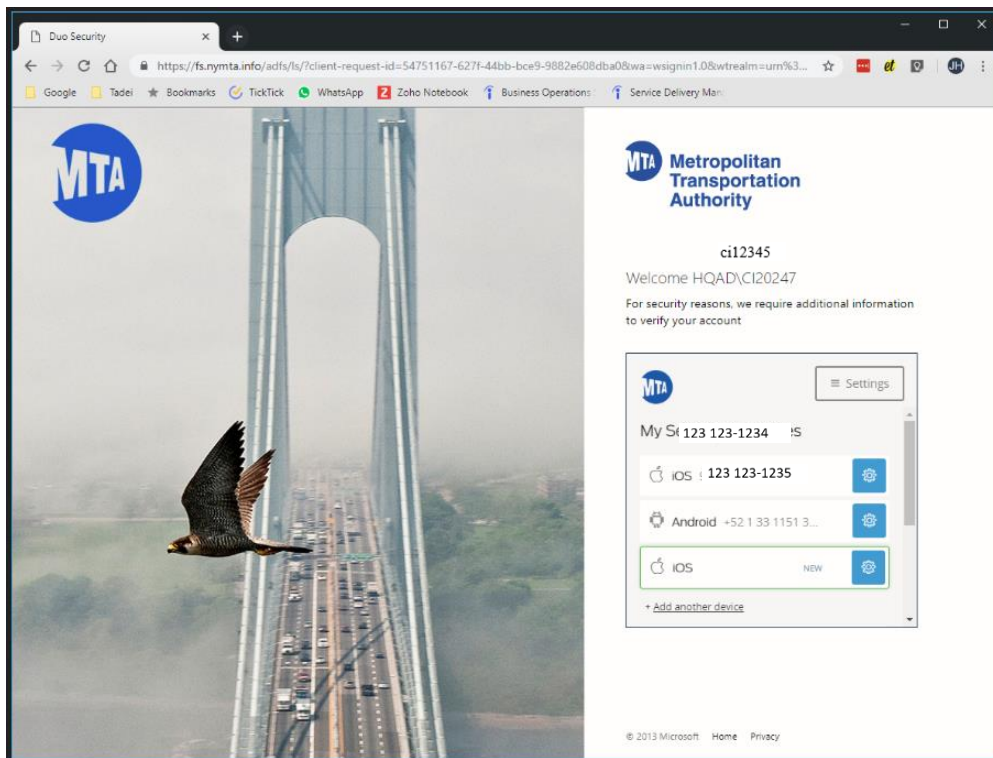 Duo Security
https://fs.nymta.info/adfs/ls/?client-request-id=54751167-627f-44bb-bce9-9882e608dba0&wa=wsignin1.0&wtrealm=urn%3...
et
JH
Google Tadei Bookmarks TickTick WhatsApp Z Zoho Notebook Business Operations Service Delivery Man
MTA
MTA Metropolitan
Transportation
Authority
ci12345
Welcome HQAD\CI20247
For security reasons, we require additional information
to verify your account
MTA
Settings
My 123 123-1234
iOS 123 123-1235
Android +52 1 33 1151 3...
iOS NEW
+ Add another device
© 2013 Microsoft Home Privacy